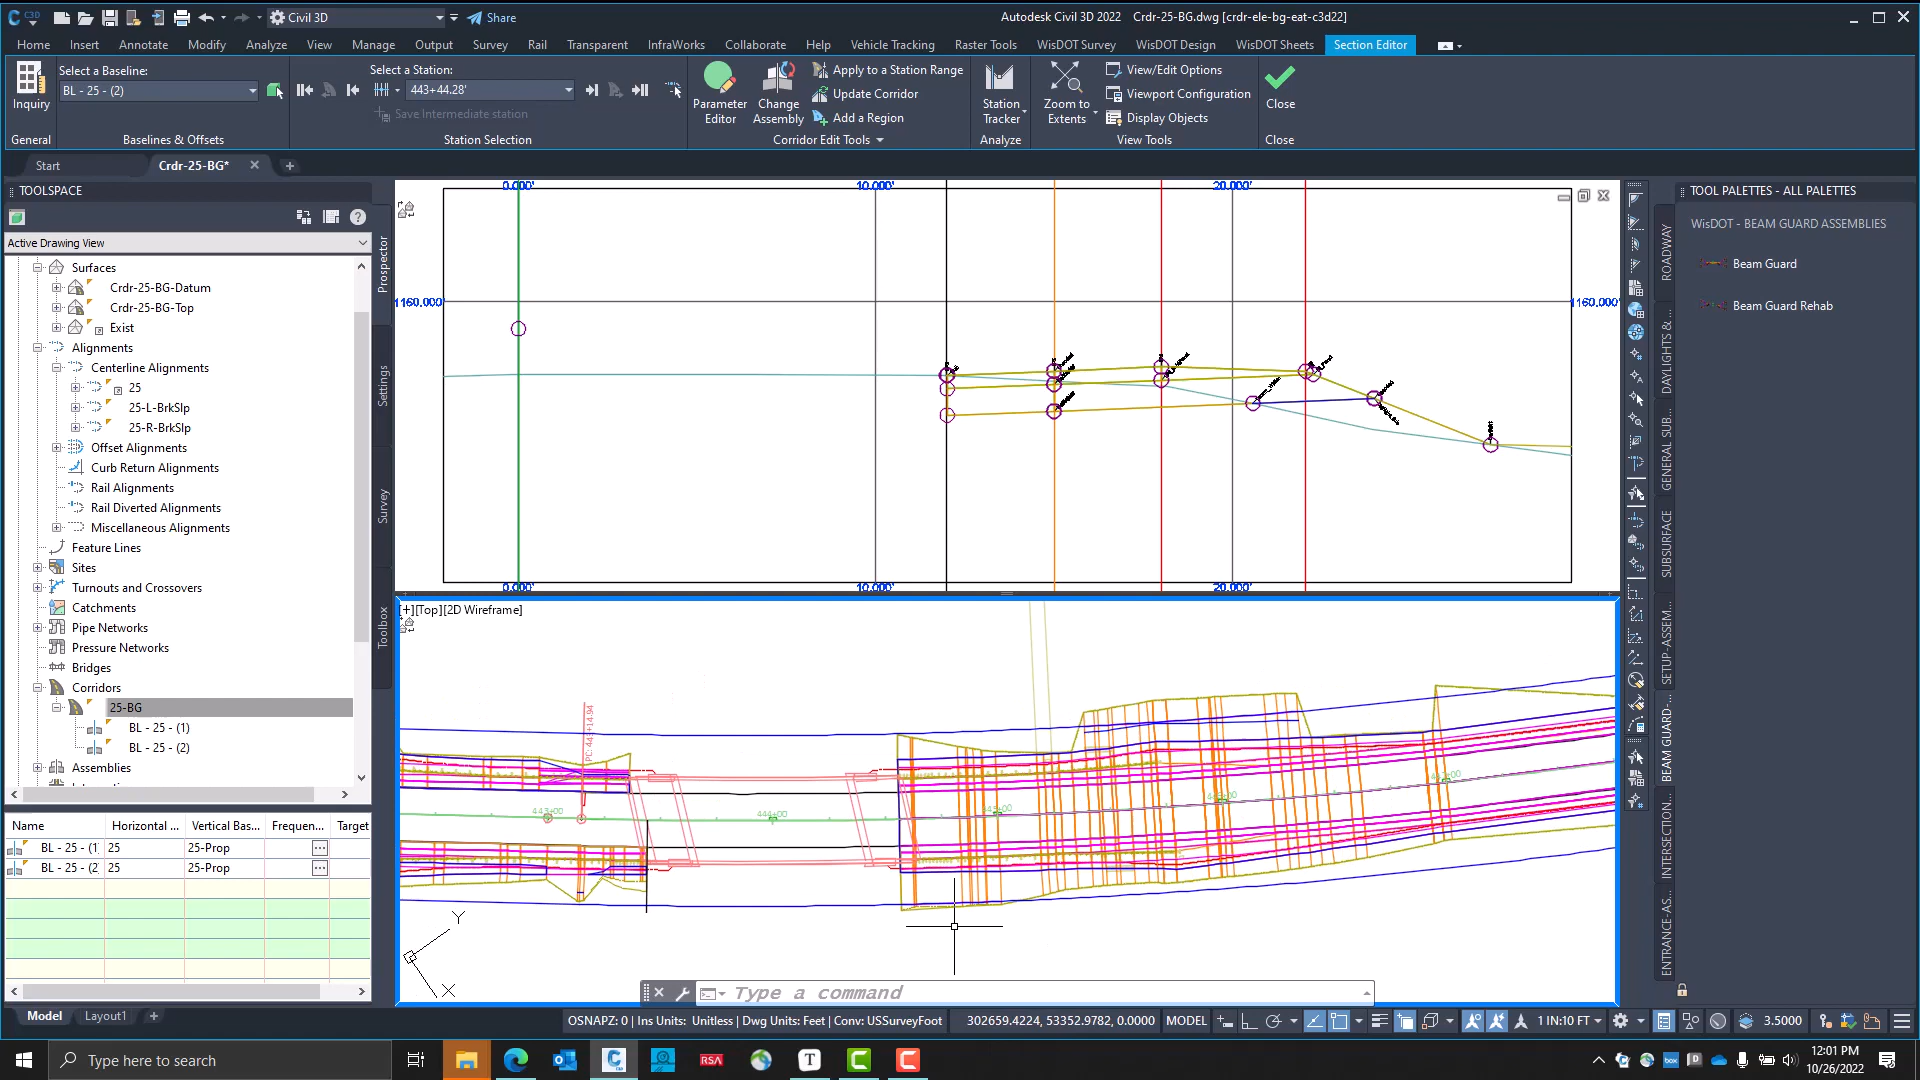 C3D
Civil 3D
Share
Autodesk Civil 3D 2022 Crdr-25-BG.dwg [crdr-ele-bg-eat-c3d22]
Home Insert Annotate Modify Analyze View Manage Output Survey Rail Transparent InfraWorks Collaborate Help Vehicle Tracking Raster Tools WisDOT Survey WisDOT Design WisDOT Sheets Section Editor
Inquiry
General
Select a Baseline:
BL - 25 - (2)
Baselines & Offsets
Select a Station:
443+44.28'
Save Intermediate station
Station Selection
Parameter Editor
Change Assembly
Apply to a Station Range
Update Corridor
Add a Region
Corridor Edit Tools
Station Tracker
Analyze
Zoom to Extents
View/Edit Options
Viewport Configuration
Display Objects
View Tools
Close
Close
Start
Crdr-25-BG*
TOOLSPACE
Active Drawing View
Surfaces
Crdr-25-BG-Datum
Crdr-25-BG-Top
Exist
Alignments
Centerline Alignments
25
25-L-BrkSlp
25-R-BrkSlp
Offset Alignments
Curb Return Alignments
Rail Alignments
Rail Diverted Alignments
Miscellaneous Alignments
Feature Lines
Sites
Turnouts and Crossovers
Catchments
Pipe Networks
Pressure Networks
Bridges
Corridors
25-BG
BL - 25 - (1)
BL - 25 - (2)
Assemblies
Prospector
Settings
Survey
Toolbox
Name Horizontal ... Vertical Bas... Frequen... Target
BL - 25 - (1) 25 25-Prop ...
BL - 25 - (2) 25 25-Prop ...
0.000' 10.000' 20.000'
1160.000' 1160.000'
0.000' 10.000' 20.000'
[+][Top][2D Wireframe]
PC: 443+14.94
443+00
444+00
445+00
Y
X
Type a command
TOOL PALETTES - ALL PALETTES
WisDOT - BEAM GUARD ASSEMBLIES
Beam Guard
Beam Guard Rehab
ROADWAY
DAYLIGHTS & ...
GENERAL SUB...
SUBSURFACE
SETUP-ASSEM...
BEAM GUARD-...
INTERSECTION...
ENTRANCE-AS...
Model
Layout1
OSNAPZ: 0 | Ins Units: Unitless | Dwg Units: Feet | Conv: USSurveyFoot
302659.4224, 53352.9782, 0.0000
MODEL
1 IN:10 FT
3.5000
Type here to search
RSA
T
box
12:01 PM
10/26/2022